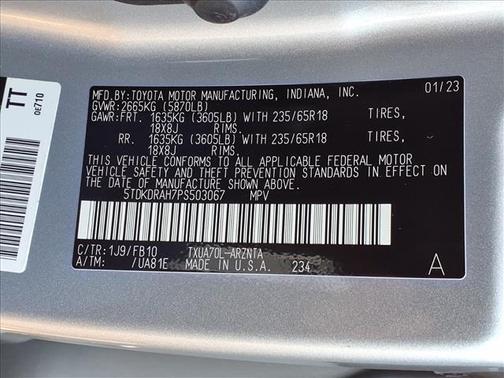 TT
0E710
MFD.BY:TOYOTA MOTOR MANUFACTURING, INDIANA, INC. 01/23
GVWR:2665KG (5870LB)
GAWR:FRT. 1635KG (3605LB) WITH 235/65R18 TIRES,
18X8J RIMS.
RR. 1635KG (3605LB) WITH 235/65R18 TIRES,
18X8J RIMS.
THIS VEHICLE CONFORMS TO ALL APPLICABLE FEDERAL MOTOR
VEHICLE SAFETY AND THEFT PREVENTION STANDARDS IN EFFECT
ON THE DATE OF MANUFACTURE SHOWN ABOVE.
5TDKDRAH7PS503067 MPV
C/TR:1J9/FB10 TXUA70L-ARZNTA
A/TM: /UA81E MADE IN U.S.A. 234 A